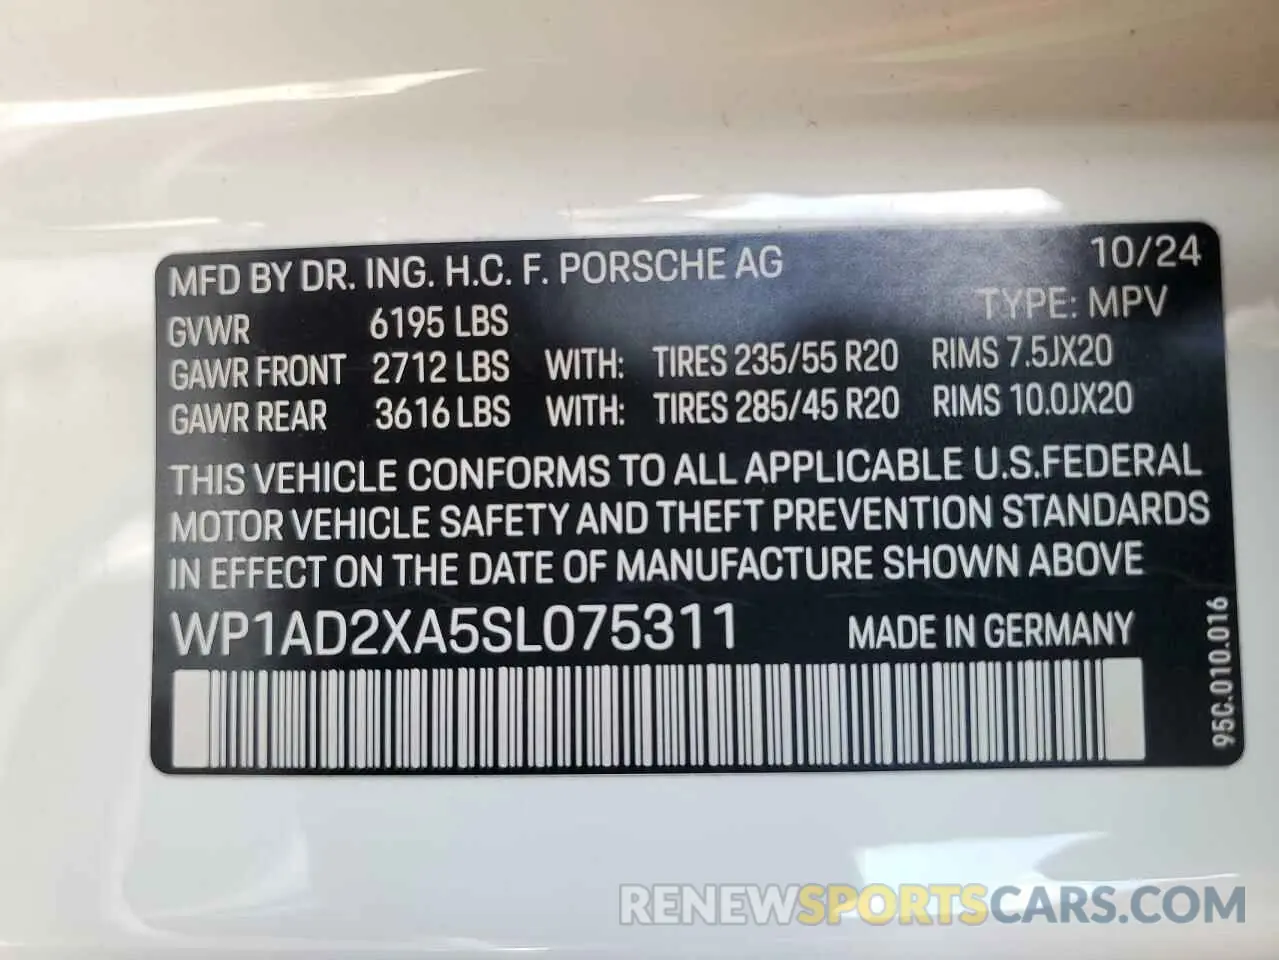 MFD BY DR. ING. H.C. F. PORSCHE AG 10/24
GVWR 6195 LBS TYPE: MPV
GAWR FRONT 2712 LBS WITH: TIRES 235/55 R20 RIMS 7.5JX20
GAWR REAR 3616 LBS WITH: TIRES 285/45 R20 RIMS 10.0JX20
THIS VEHICLE CONFORMS TO ALL APPLICABLE U.S.FEDERAL
MOTOR VEHICLE SAFETY AND THEFT PREVENTION STANDARDS
IN EFFECT ON THE DATE OF MANUFACTURE SHOWN ABOVE
WP1AD2XA5SL075311 MADE IN GERMANY
95C.010.016
RENEWSPORTSCARS.COM